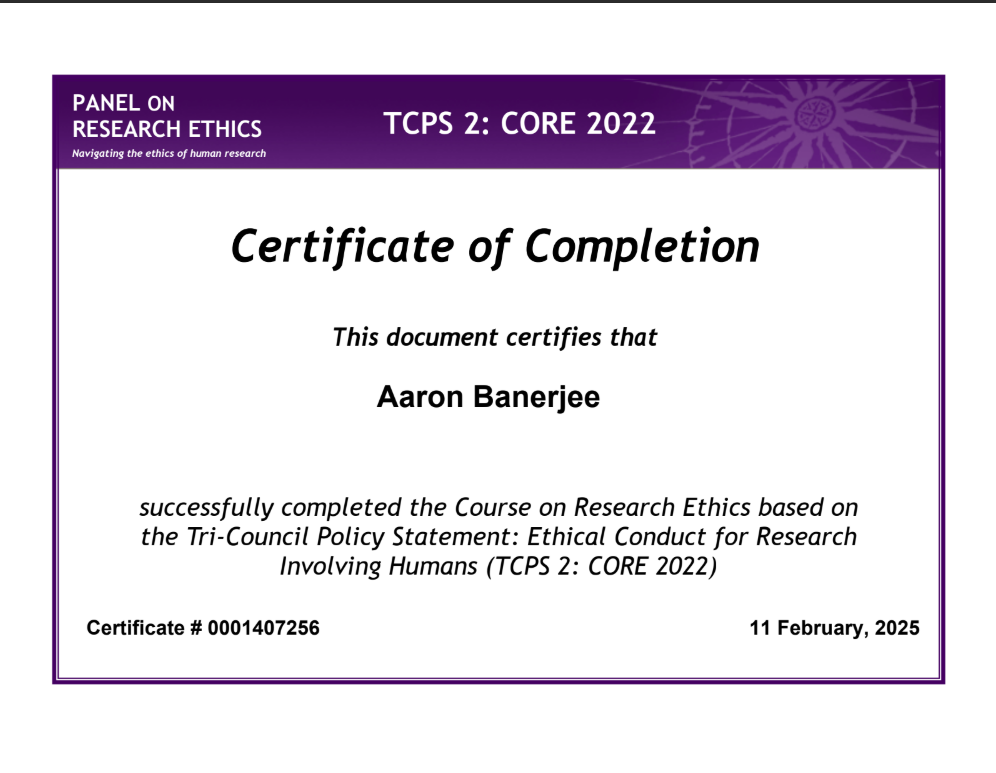 PANEL ON
RESEARCH ETHICS
Navigating the ethics of human research
TCPS 2: CORE 2022
Certificate of Completion
This document certifies that
Aaron Banerjee
successfully completed the Course on Research Ethics based on
the Tri-Council Policy Statement: Ethical Conduct for Research
Involving Humans (TCPS 2: CORE 2022)
Certificate # 0001407256
11 February, 2025